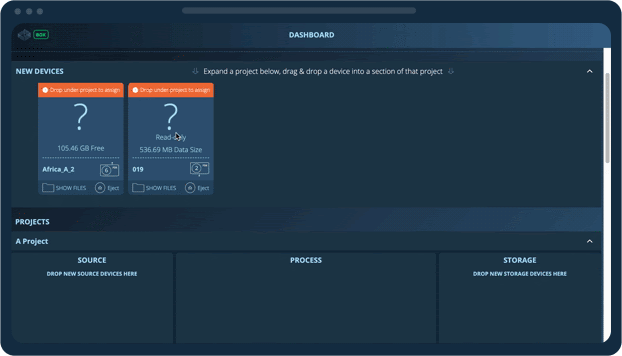 BOX
DASHBOARD
NEW DEVICES
Expand a project below, drag & drop a device into a section of that project
Drop under project to assign
?
105.46 GB Free
Africa_A_2
6
SHOW FILES
Eject
Drop under project to assign
?
Read-only
536.69 MB Data Size
019
2
SHOW FILES
Eject
PROJECTS
A Project
SOURCE
DROP NEW SOURCE DEVICES HERE
PROCESS
STORAGE
DROP NEW STORAGE DEVICES HERE